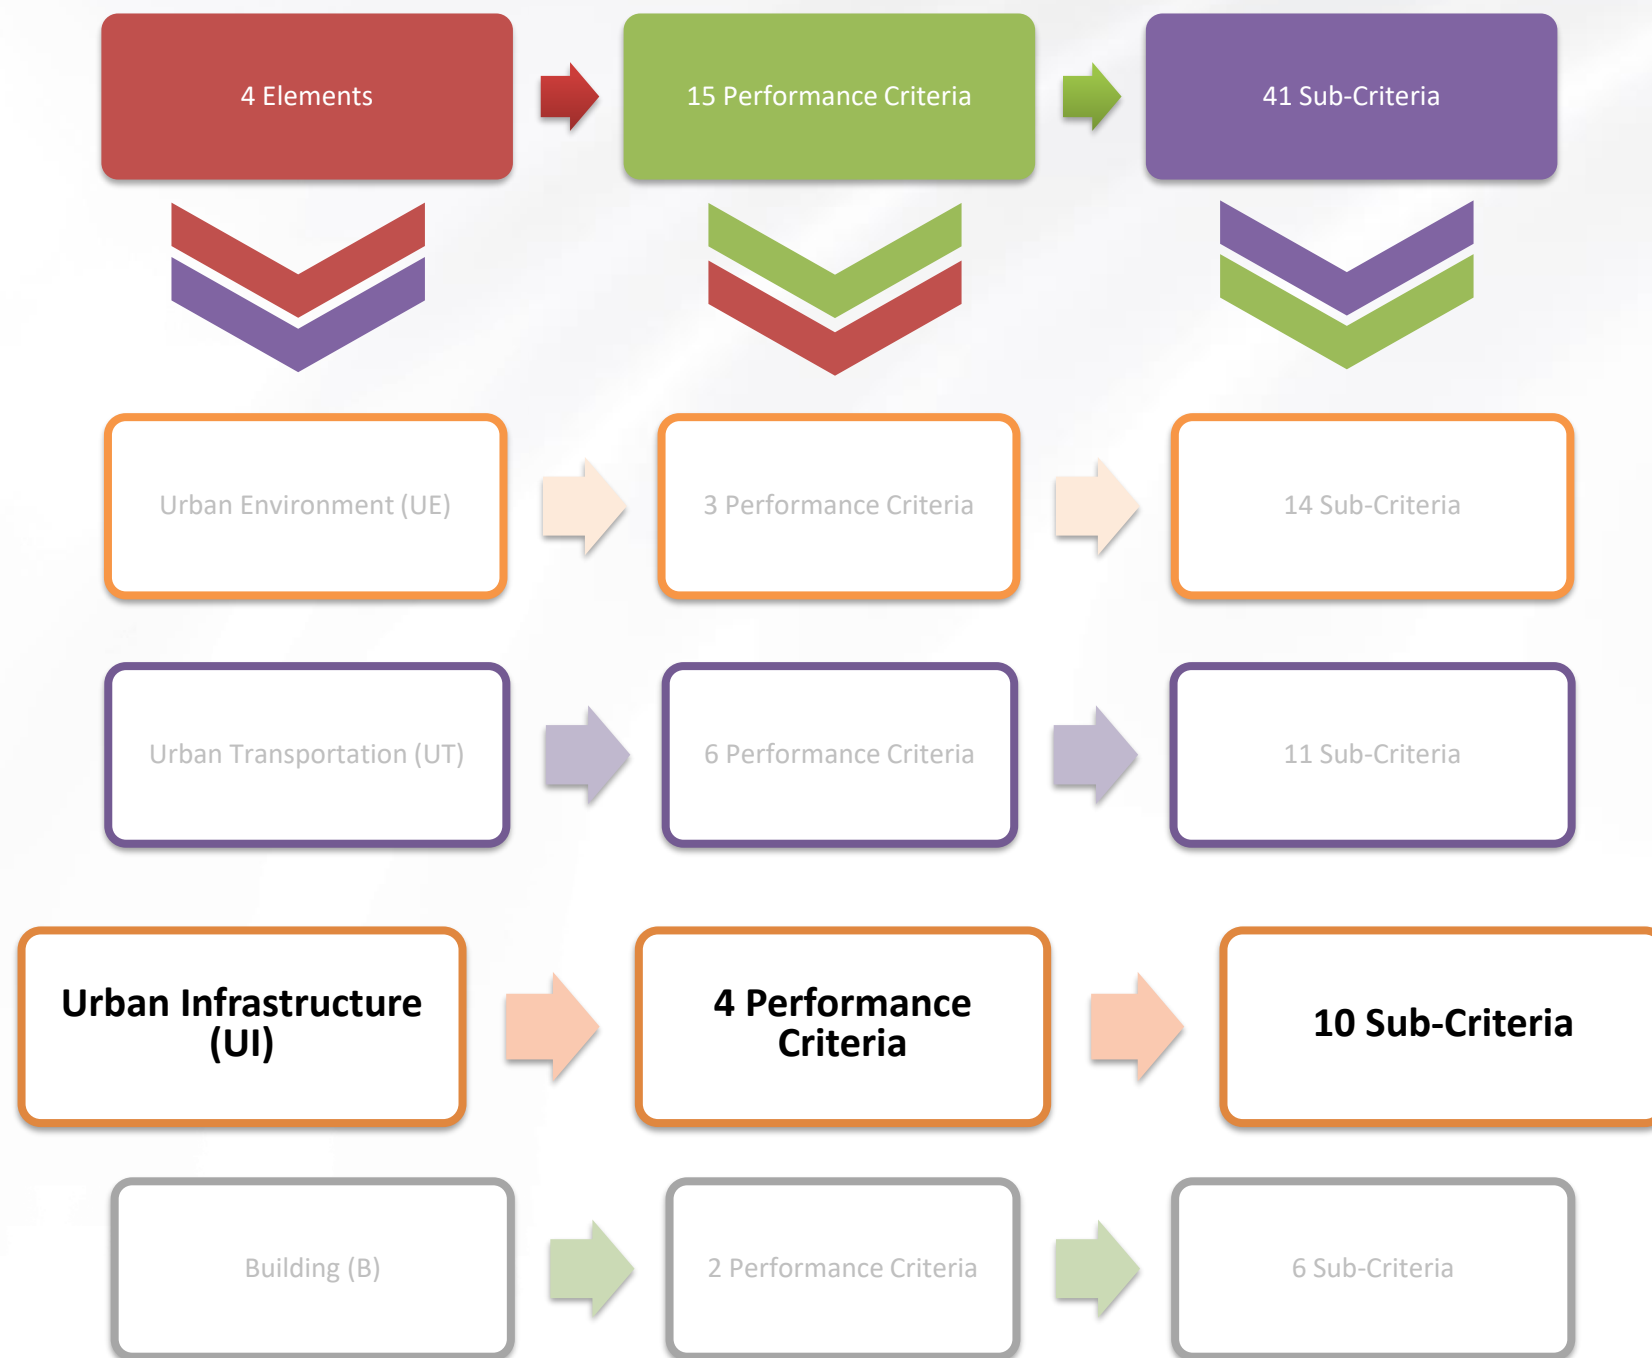 4 Elements
15 Performance Criteria
41 Sub-Criteria
Urban Environment (UE)
3 Performance Criteria
14 Sub-Criteria
Urban Transportation (UT)
6 Performance Criteria
11 Sub-Criteria
Urban Infrastructure
(UI)
4 Performance
Criteria
10 Sub-Criteria
Building (B)
2 Performance Criteria
6 Sub-Criteria